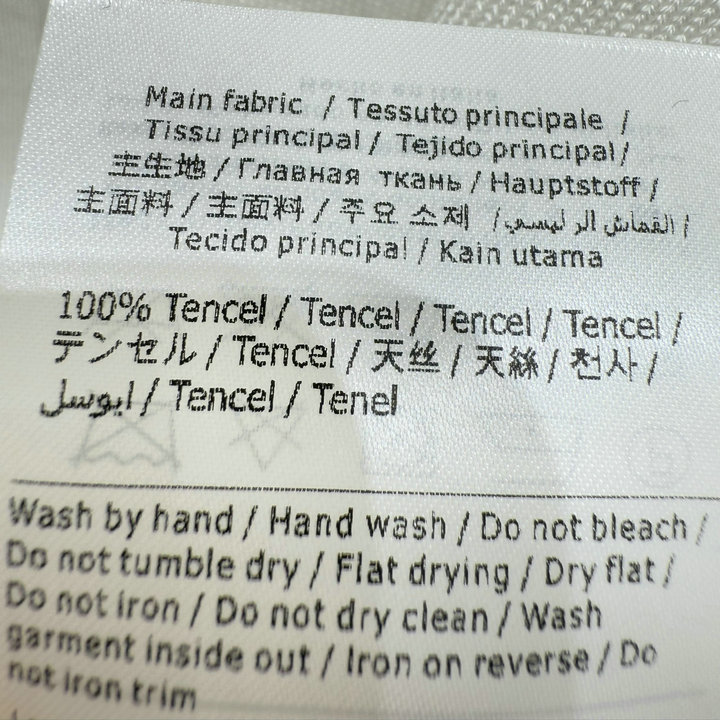 Main fabric / Tessuto principale /
Tissu principal / Tejido principal/
主生地 / Главная ткань / Hauptstoff /
主面料 / 主面料 / 주요 소재 / القماش الر ليسي /
Tecido principal / Kain utama
100% Tencel / Tencel / Tencel / Tencel /
テンセル / Tencel / 天丝 / 天絲 / 천사 /
ايوسل / Tencel / Tenel
Wash by hand / Hand wash / Do not bleach /
Do not tumble dry / Flat drying / Dry flat /
Do not iron / Do not dry clean / Wash
garment inside out / Iron on reverse / Do
not iron trim